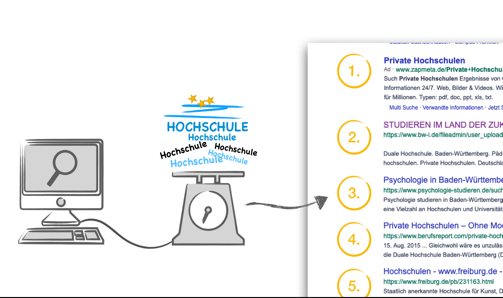 HOCHSCHULE
Hochschule
Hochschule
Hochschule
Hochschule
Hochschule
1.
Private Hochschulen
Ad · www.zapmeta.de/Private+Hochschu
Such Private Hochschulen Ergebnisse von
Informationen 24/7. Web, Bilder & Videos. Wi
für Millionen. Typen: pdf, doc, ppt, xls, txt.
Multi Suche · Verwandte Informationen · Jetzt
2.
STUDIEREN IM LAND DER ZUK
https://www.bw-i.de/fileadmin/user_upload
Duale Hochschule. Baden-Württemberg. Päd
hochschulen. Private Hochschulen. Deutschl
3.
Psychologie in Baden-Württembe
https://www.psychologie-studieren.de/such
Psychologie studieren in Baden-Württemberg
eine Vielzahl an Hochschulen und Universität
4.
Private Hochschulen – Ohne Mo
https://www.berufsreport.com/private-hoch
15. Aug. 2015 ... Gleichwohl wäre es unzuläs
die Duale Hochschule Baden-Württemberg (D
5.
Hochschulen - www.freiburg.de -
https://www.freiburg.de/pb/231163.html
Staatlich anerkannte Hochschule für Kunst, D